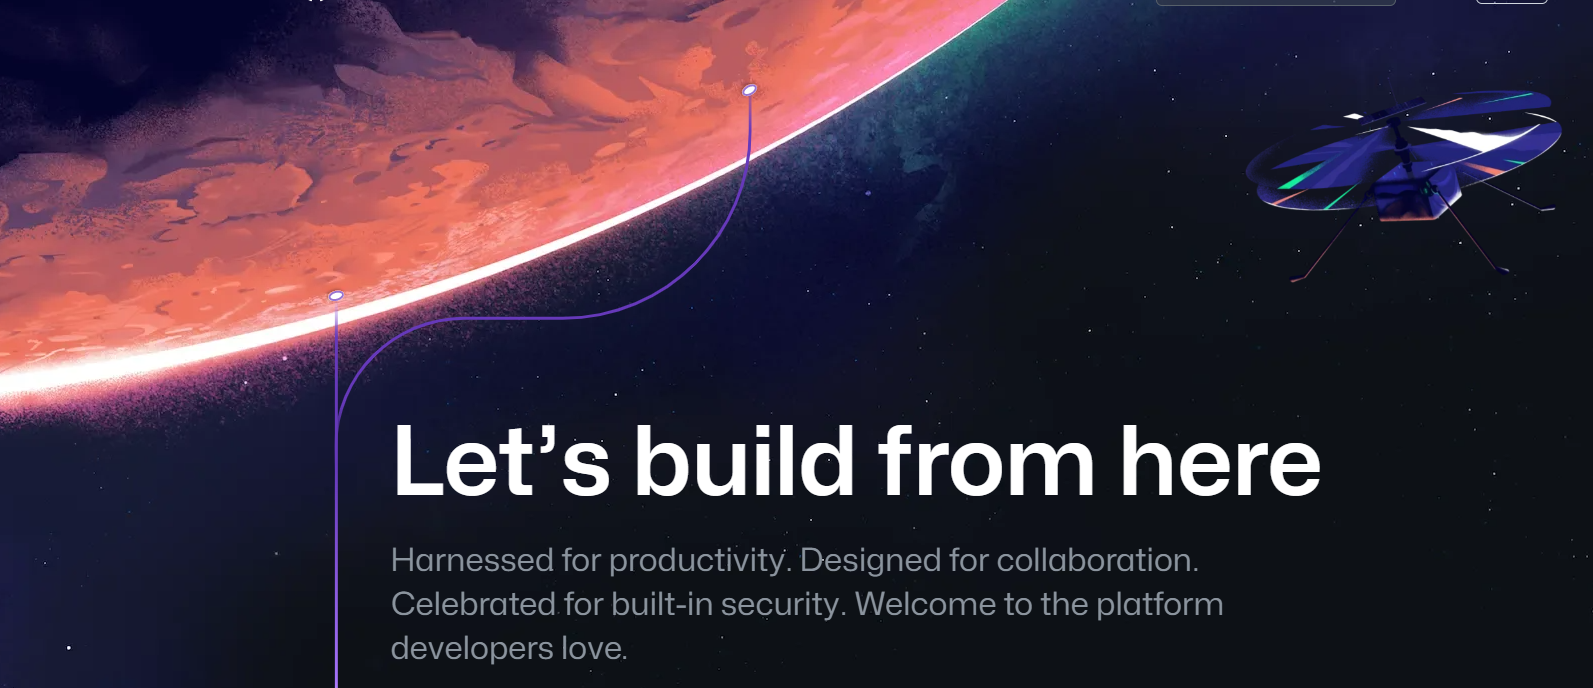 Let’s build from here
Harnessed for productivity. Designed for collaboration.
Celebrated for built-in security. Welcome to the platform
developers love.